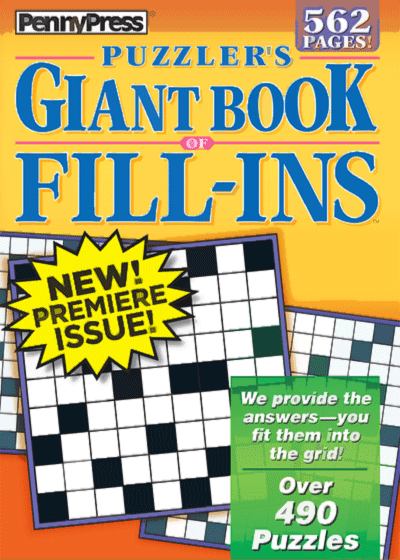 PennyPress
562
PAGES!
PUZZLER'S
GIANT BOOK
OF
FILL-INS™
NEW!
PREMIERE
ISSUE!
We provide the
answers—you
fit them into
the grid!
Over
490
Puzzles